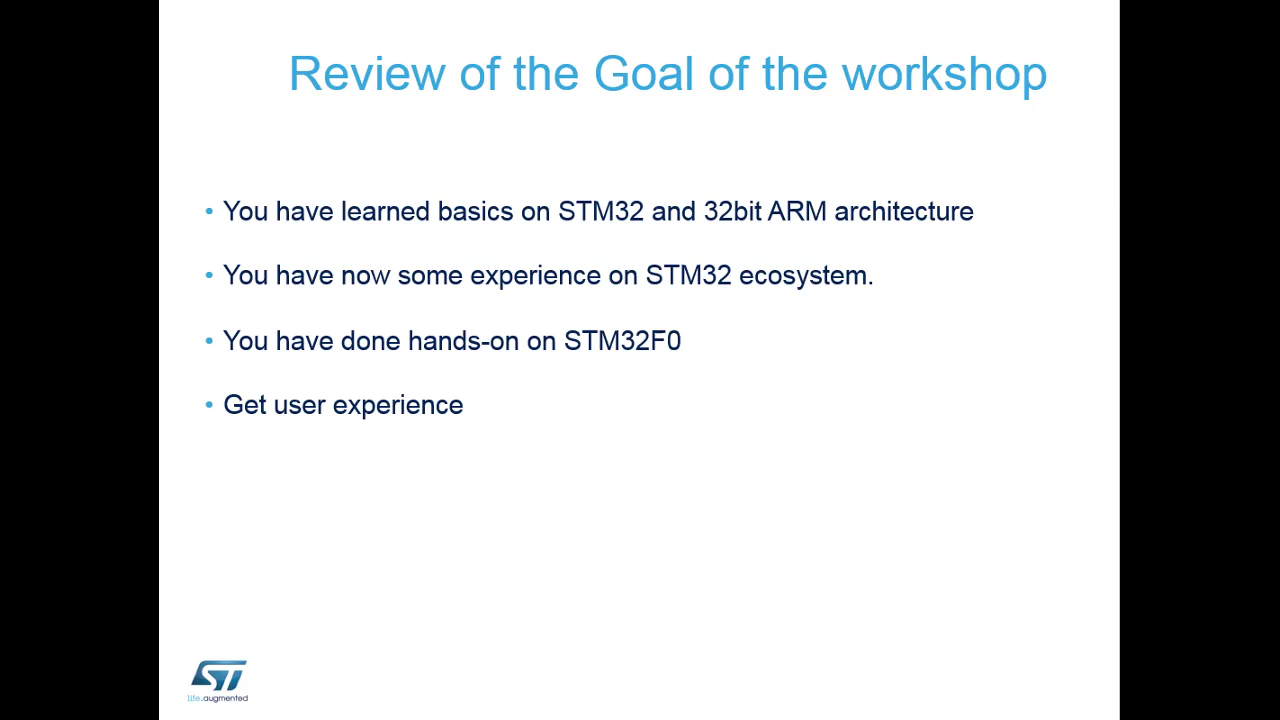 Review of the Goal of the workshop
• You have learned basics on STM32 and 32bit ARM architecture
• You have now some experience on STM32 ecosystem.
• You have done hands-on on STM32F0
• Get user experience
ST
life.augmented